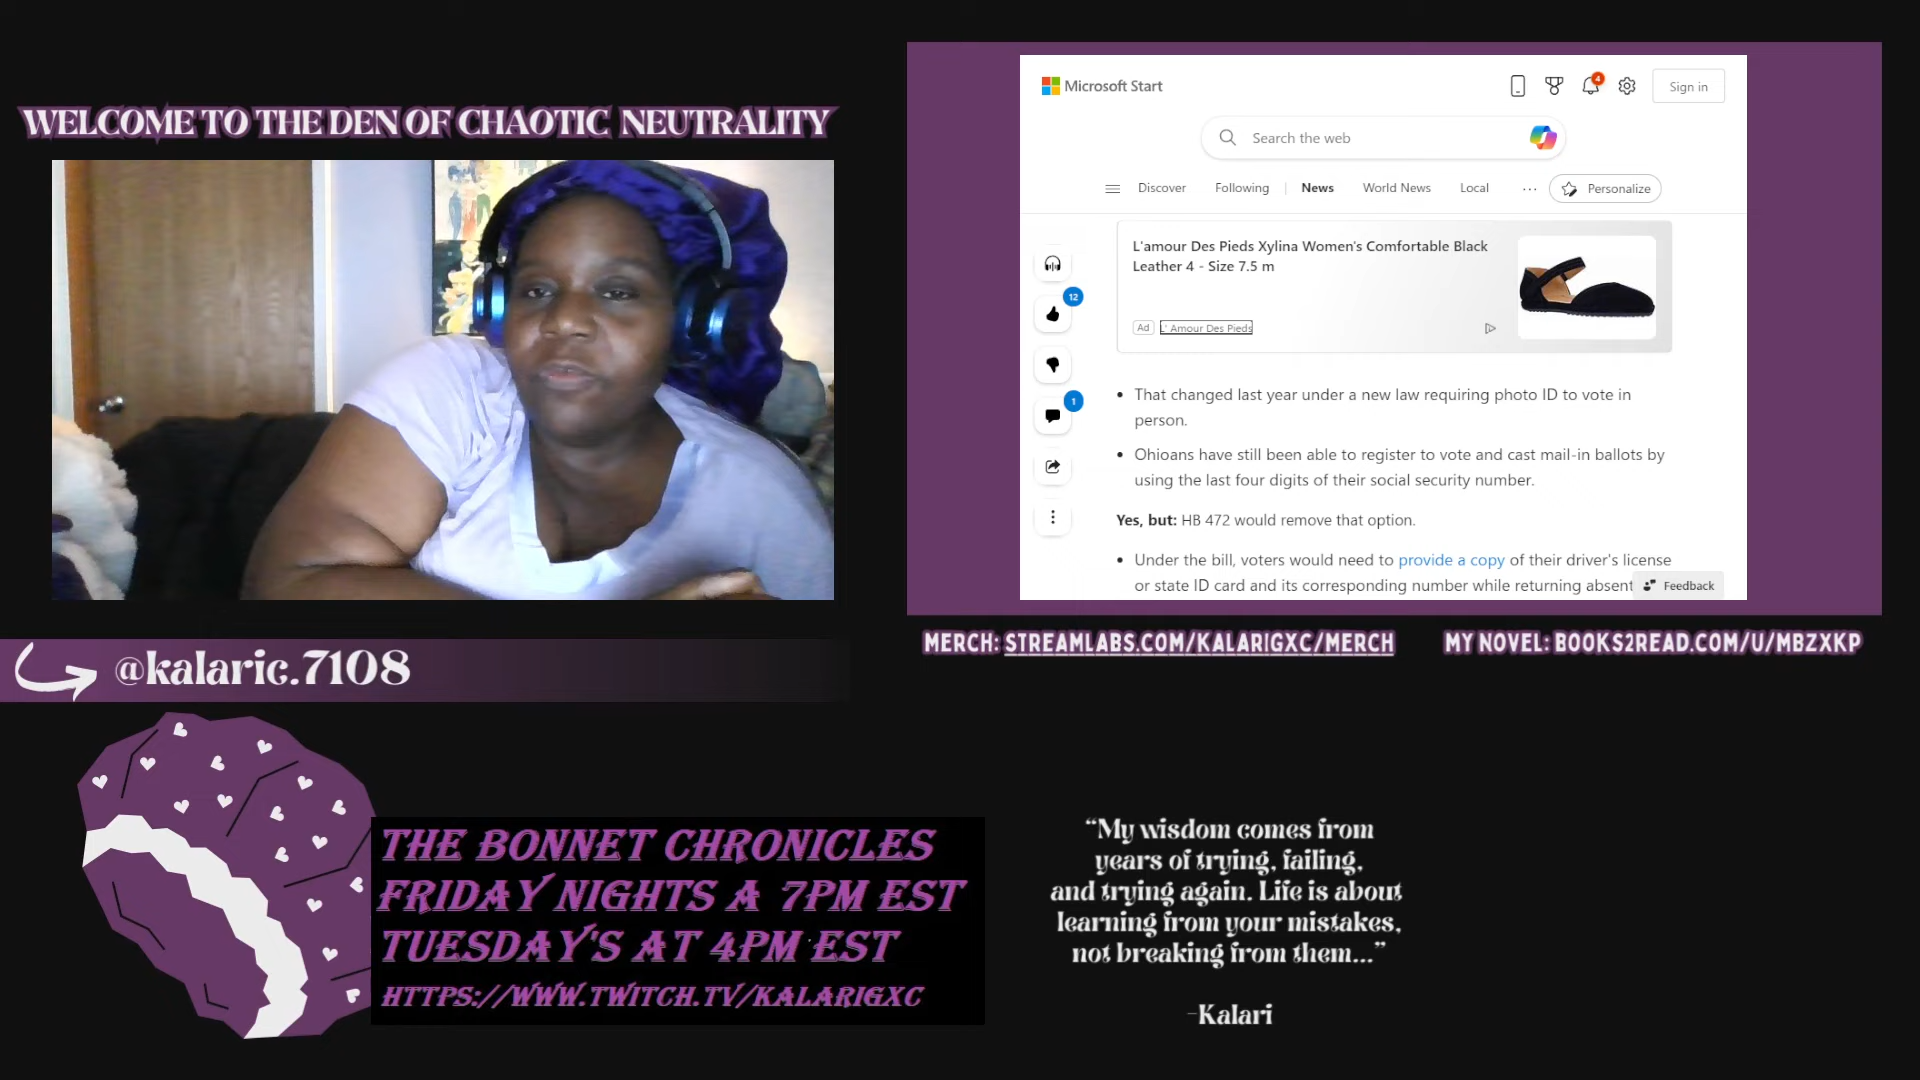 WELCOME TO THE DEN OF CHAOTIC NEUTRALITY
Microsoft Start
4
Sign in
Search the web
Discover
Following
News
World News
Local
...
Personalize
L'amour Des Pieds Xylina Women's Comfortable Black
Leather 4 - Size 7.5 m
Ad
L' Amour Des Pieds
12
1
• That changed last year under a new law requiring photo ID to vote in
person.
• Ohioans have still been able to register to vote and cast mail-in ballots by
using the last four digits of their social security number.
Yes, but: HB 472 would remove that option.
• Under the bill, voters would need to provide a copy of their driver's license
or state ID card and its corresponding number while returning absent
Feedback
MERCH: STREAMLABS.COM/KALARIGXC/MERCH
MY NOVEL: BOOKS2READ.COM/U/MBZXKP
@kalaric.7108
THE BONNET CHRONICLES
FRIDAY NIGHTS A 7PM EST
TUESDAY'S AT 4PM EST
HTTPS://WWW.TWITCH.TV/KALARIGXC
“My wisdom comes from
years of trying, failing,
and trying again. Life is about
learning from your mistakes,
not breaking from them...”
-Kalari